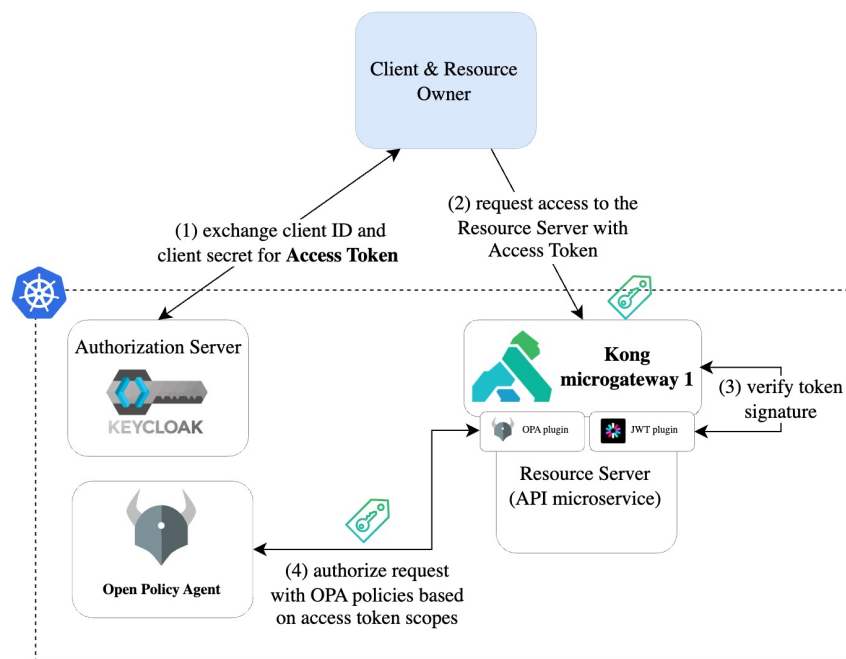 Client & Resource
Owner
(1) exchange client ID and
client secret for Access Token
(2) request access to the
Resource Server with
Access Token
Authorization Server
KEYCLOAK
Kong
microgateway 1
(3) verify token
signature
OPA plugin
JWT plugin
Resource Server
(API microservice)
Open Policy Agent
(4) authorize request
with OPA policies based
on access token scopes